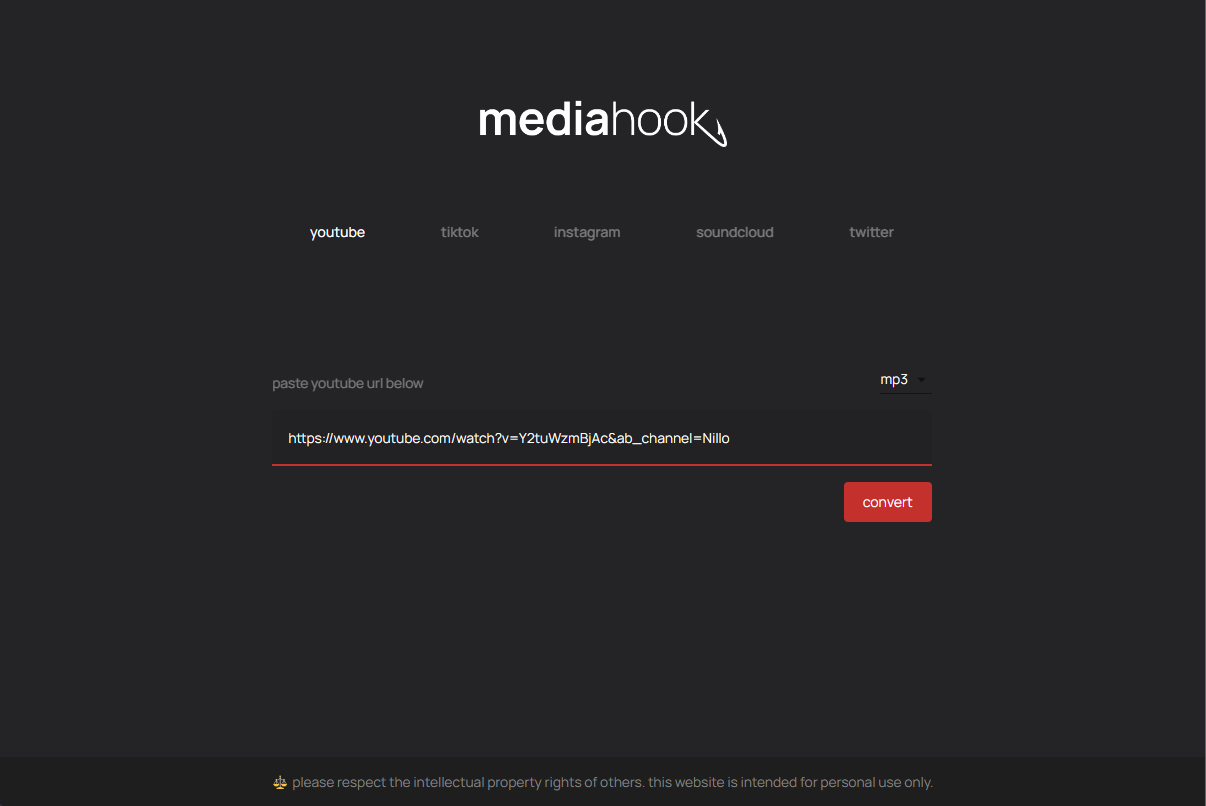 mediahook
youtube tiktok instagram soundcloud twitter
paste youtube url below mp3
https://www.youtube.com/watch?v=Y2tuWzmBjAc&ab_channel=Nillo
convert
please respect the intellectual property rights of others. this website is intended for personal use only.